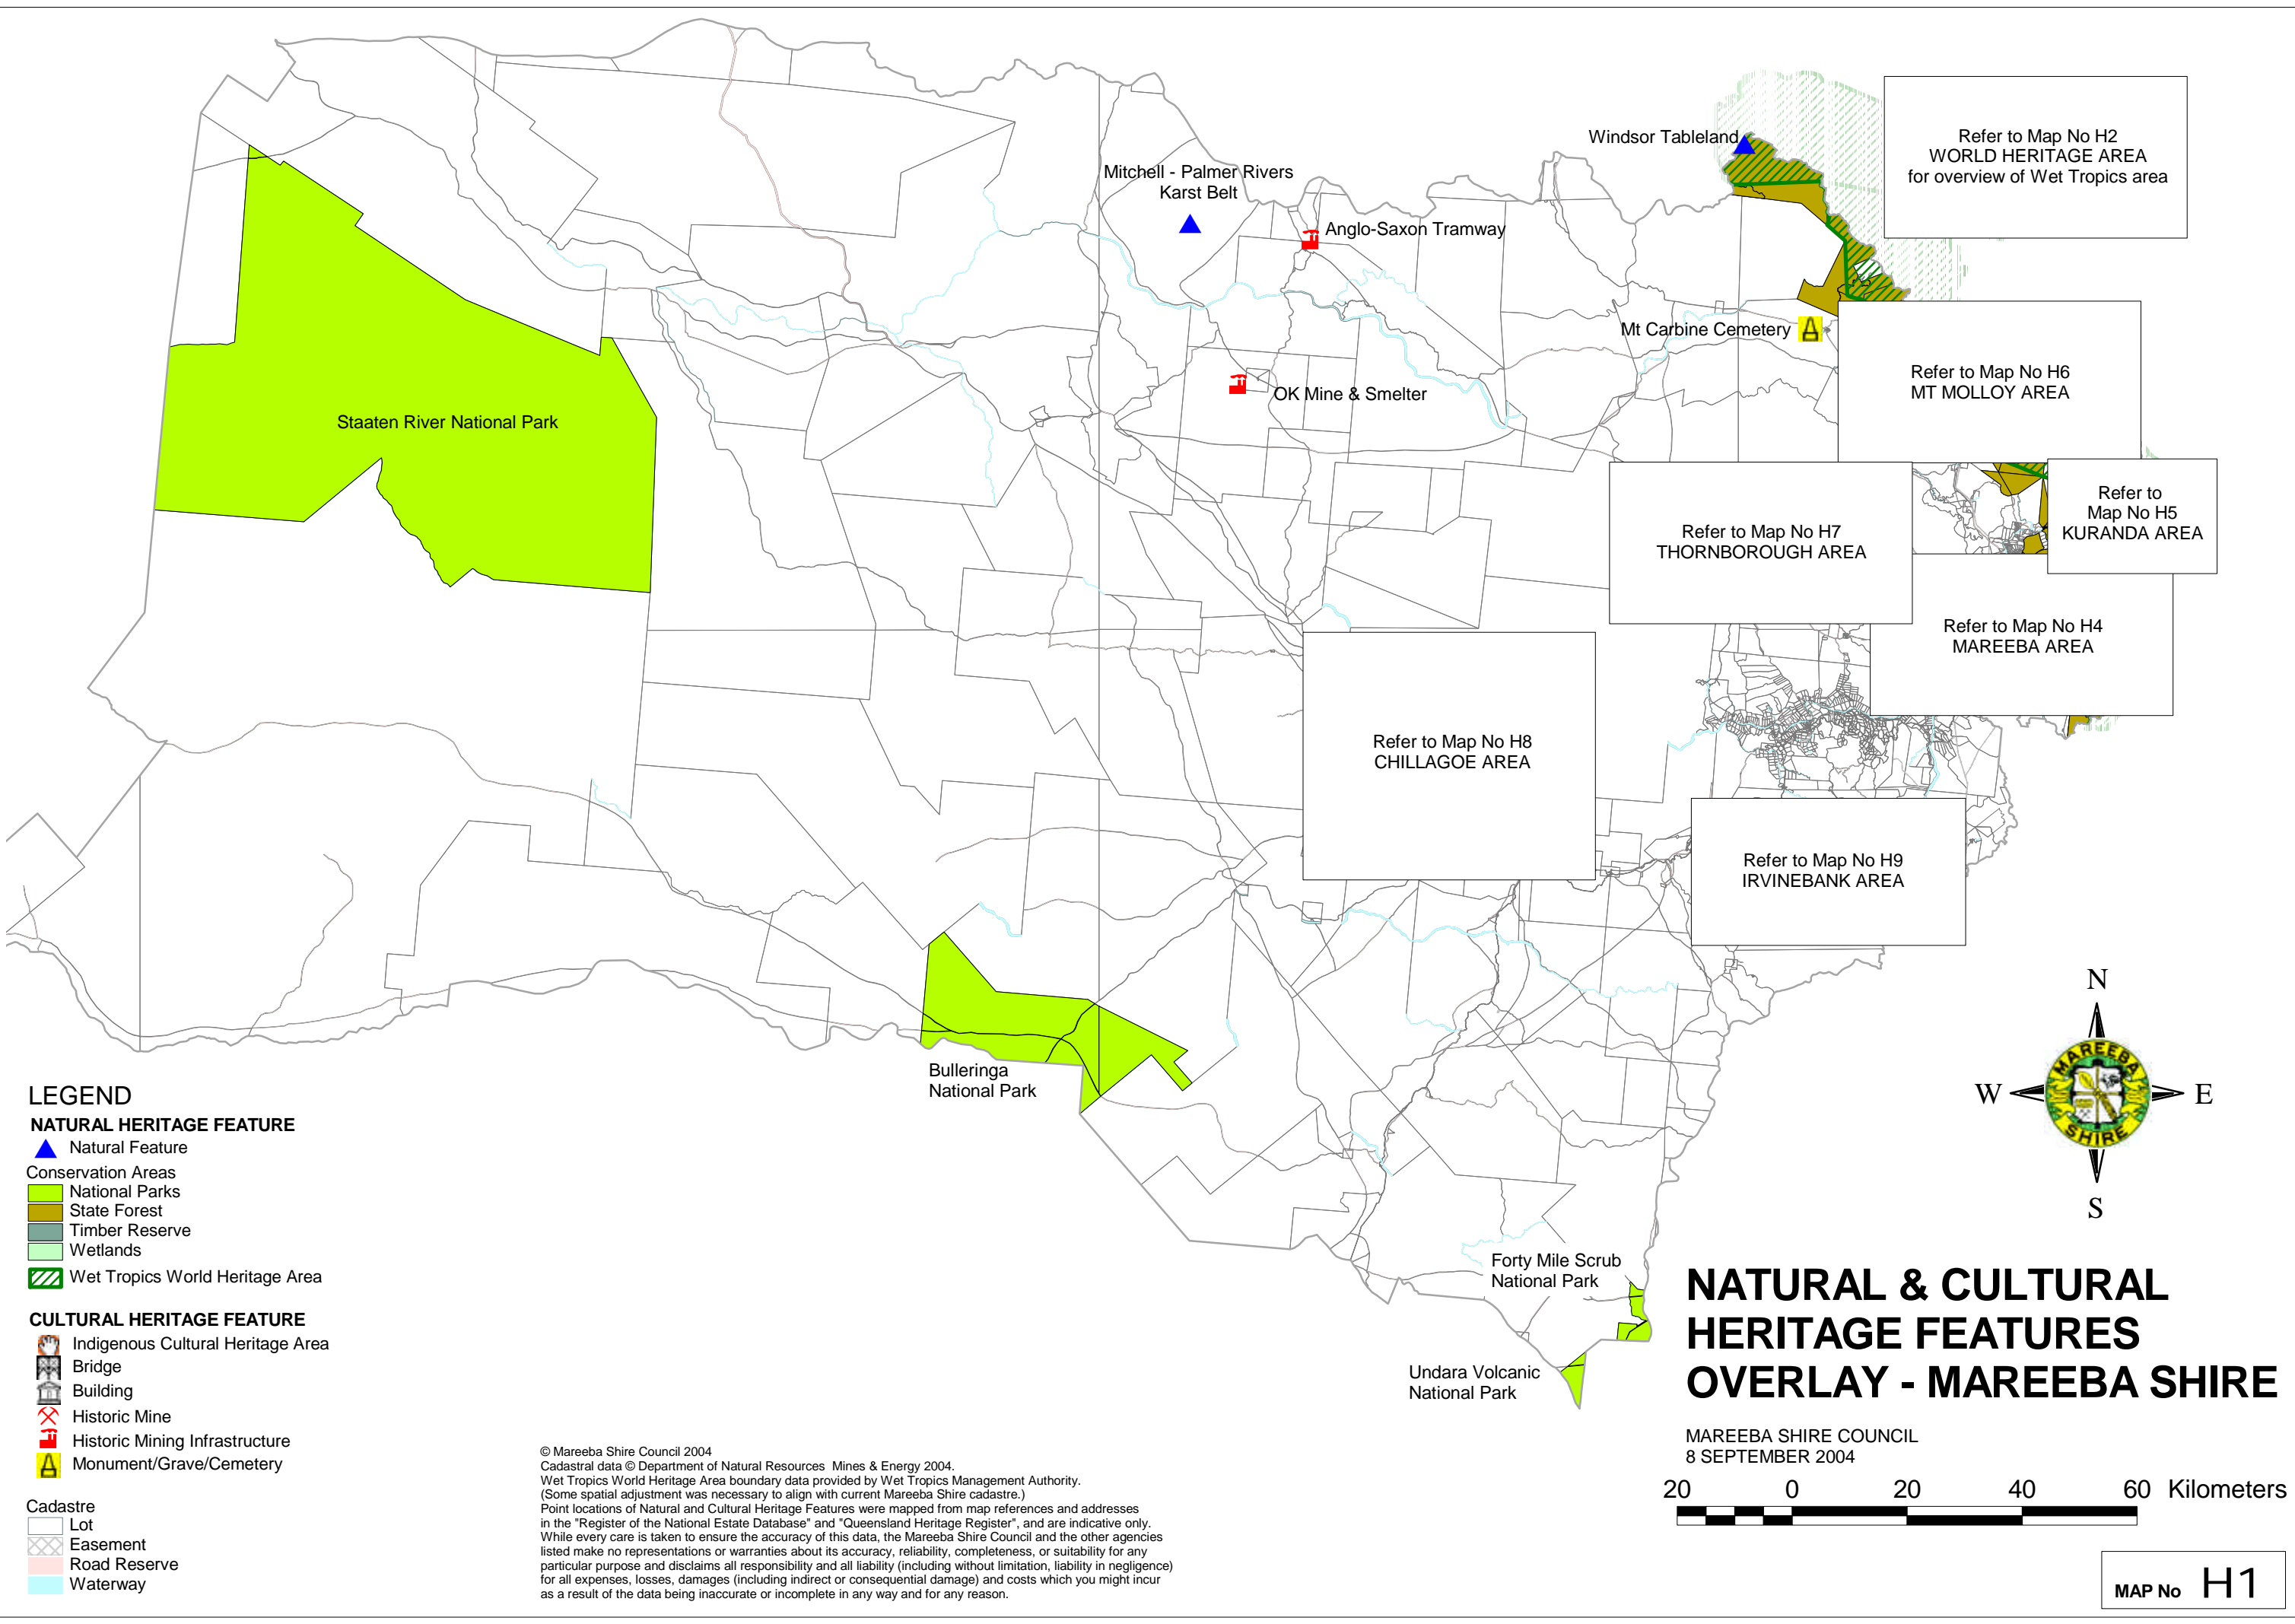 Windsor Tableland
Refer to Map No H2
WORLD HERITAGE AREA
for overview of Wet Tropics area
Mitchell - Palmer Rivers
Karst Belt
Anglo-Saxon Tramway
Mt Carbine Cemetery
Refer to Map No H6
MT MOLLOY AREA
OK Mine & Smelter
Staaten River National Park
Refer to
Map No H5
KURANDA AREA
Refer to Map No H7
THORNBOROUGH AREA
Refer to Map No H4
MAREEBA AREA
Refer to Map No H8
CHILLAGOE AREA
Refer to Map No H9
IRVINEBANK AREA
Bulleringa
National Park
Forty Mile Scrub
National Park
Undara Volcanic
National Park
N
W
E
S
MAREEBA
SHIRE
LEGEND
NATURAL HERITAGE FEATURE
Natural Feature
Conservation Areas
National Parks
State Forest
Timber Reserve
Wetlands
Wet Tropics World Heritage Area
CULTURAL HERITAGE FEATURE
Indigenous Cultural Heritage Area
Bridge
Building
Historic Mine
Historic Mining Infrastructure
Monument/Grave/Cemetery
Cadastre
Lot
Easement
Road Reserve
Waterway
© Mareeba Shire Council 2004
Cadastral data © Department of Natural Resources Mines & Energy 2004.
Wet Tropics World Heritage Area boundary data provided by Wet Tropics Management Authority.
(Some spatial adjustment was necessary to align with current Mareeba Shire cadastre.)
Point locations of Natural and Cultural Heritage Features were mapped from map references and addresses
in the "Register of the National Estate Database" and "Queensland Heritage Register", and are indicative only.
While every care is taken to ensure the accuracy of this data, the Mareeba Shire Council and the other agencies
listed make no representations or warranties about its accuracy, reliability, completeness, or suitability for any
particular purpose and disclaims all responsibility and all liability (including without limitation, liability in negligence)
for all expenses, losses, damages (including indirect or consequential damage) and costs which you might incur
as a result of the data being inaccurate or incomplete in any way and for any reason.
NATURAL & CULTURAL
HERITAGE FEATURES
OVERLAY - MAREEBA SHIRE
MAREEBA SHIRE COUNCIL
8 SEPTEMBER 2004
20 0 20 40 60 Kilometers
MAP No H1